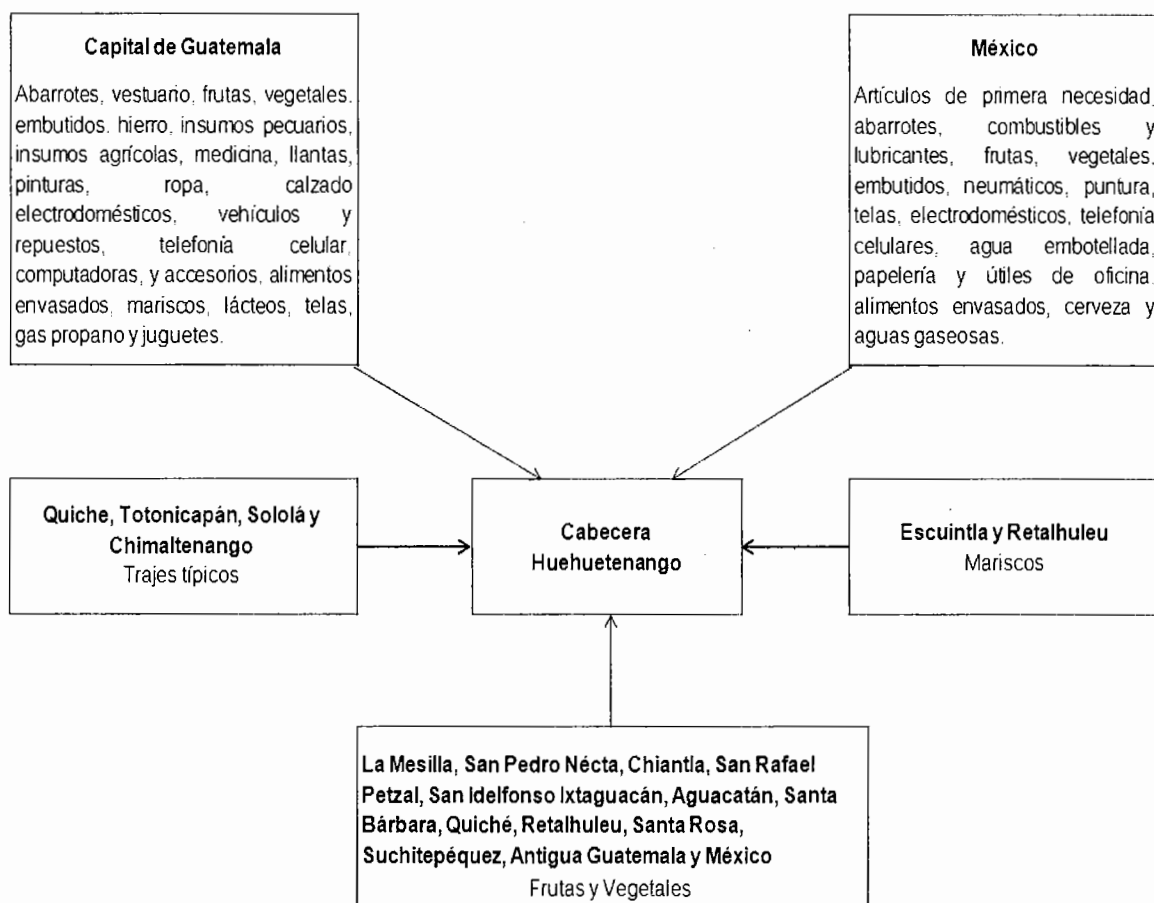 Capital de Guatemala
Abarrotes, vestuario, frutas, vegetales.
embutidos. hierro, insumos pecuarios,
insumos agrícolas, medicina, llantas,
pinturas, ropa, calzado
electrodomésticos, vehículos y
repuestos, telefonía celular,
computadoras, y accesorios, alimentos
envasados, mariscos, lácteos, telas,
gas propano y juguetes.
México
Artículos de primera necesidad,
abarrotes, combustibles y
lubricantes, frutas, vegetales.
embutidos, neumáticos, puntura,
telas, electrodomésticos, telefonía
celulares, agua embotellada,
papelería y útiles de oficina.
alimentos envasados, cerveza y
aguas gaseosas.
Quiche, Totonicapán, Sololá y
Chimaltenango
Trajes típicos
Cabecera
Huehuetenango
Escuintla y Retalhuleu
Mariscos
La Mesilla, San Pedro Nécta, Chiantla, San Rafael
Petzal, San Idelfonso Ixtaguacán, Aguacatán, Santa
Bárbara, Quiché, Retalhuleu, Santa Rosa,
Suchitepéquez, Antigua Guatemala y México
Frutas y Vegetales